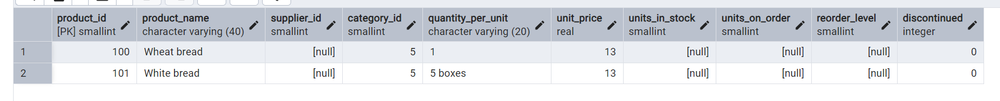 product_id product_name supplier_id category_id quantity_per_unit unit_price units_in_stock units_on_order reorder_level discontinued
[PK] smallint character varying (40) smallint smallint character varying (20) real smallint smallint smallint integer
1 100 Wheat bread [null] 5 1 13 [null] [null] [null] 0
2 101 White bread [null] 5 5 boxes 13 [null] [null] [null] 0